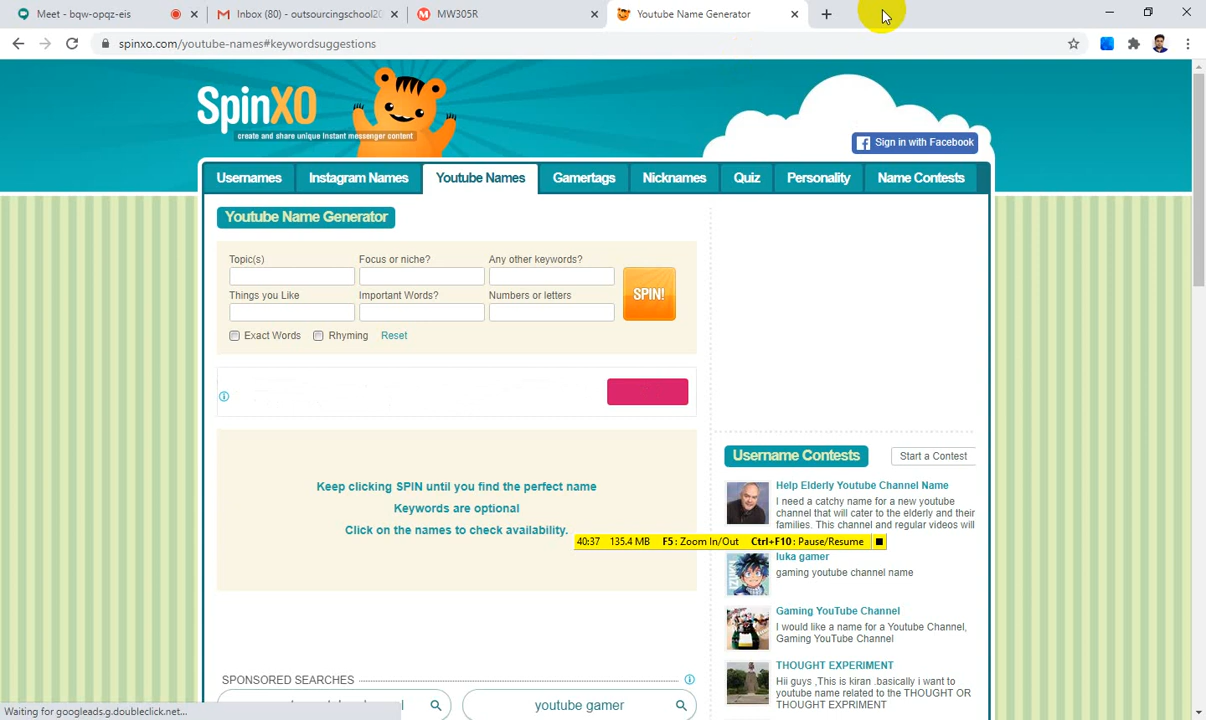 Meet - bqw-opqz-eis
Inbox (80) - outsourcingschool20
MW305R
Youtube Name Generator
spinxo.com/youtube-names#keywordsuggestions
SpinXO
create and share unique Instant messenger content
Sign in with Facebook
Usernames
Instagram Names
Youtube Names
Gamertags
Nicknames
Quiz
Personality
Name Contests
Youtube Name Generator
Topic(s)
Focus or niche?
Any other keywords?
Things you Like
Important Words?
Numbers or letters
SPIN!
Exact Words
Rhyming
Reset
Keep clicking SPIN until you find the perfect name
Keywords are optional
Click on the names to check availability.
40:37 135.4 MB F5: Zoom In/Out Ctrl+F10: Pause/Resume
Username Contests
Start a Contest
Help Elderly Youtube Channel Name
I need a catchy name for a new youtube
channel that will cater to the elderly and their
families. This channel and regular videos will
luka gamer
gaming youtube channel name
Gaming YouTube Channel
I would like a name for a Youtube Channel,
Gaming YouTube Channel
THOUGHT EXPERIMENT
Hii guys ,This is kiran .basically i want to
youtube name related to the THOUGHT OR
THOUGHT EXPERIMENT
SPONSORED SEARCHES
youtube gamer
Waiting for googleads.g.doubleclick.net...